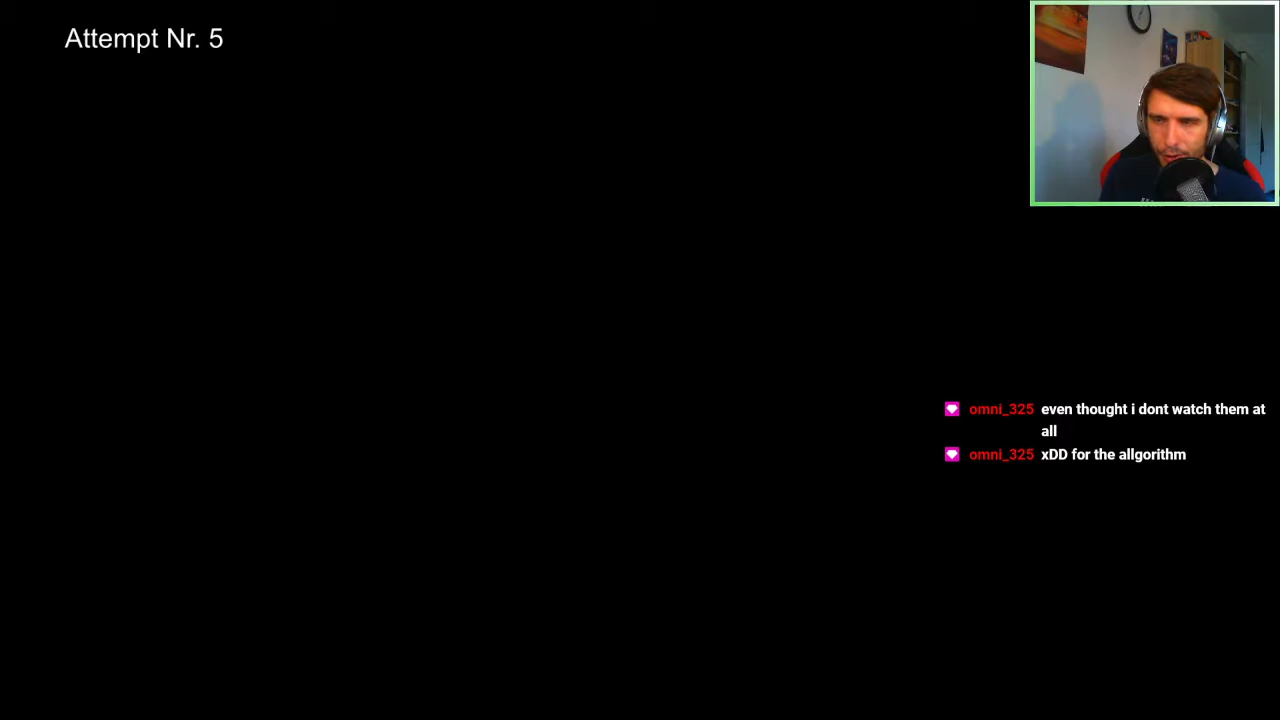 Attempt Nr. 5
omni_325 even thought i dont watch them at
all
omni_325 xDD for the allgorithm